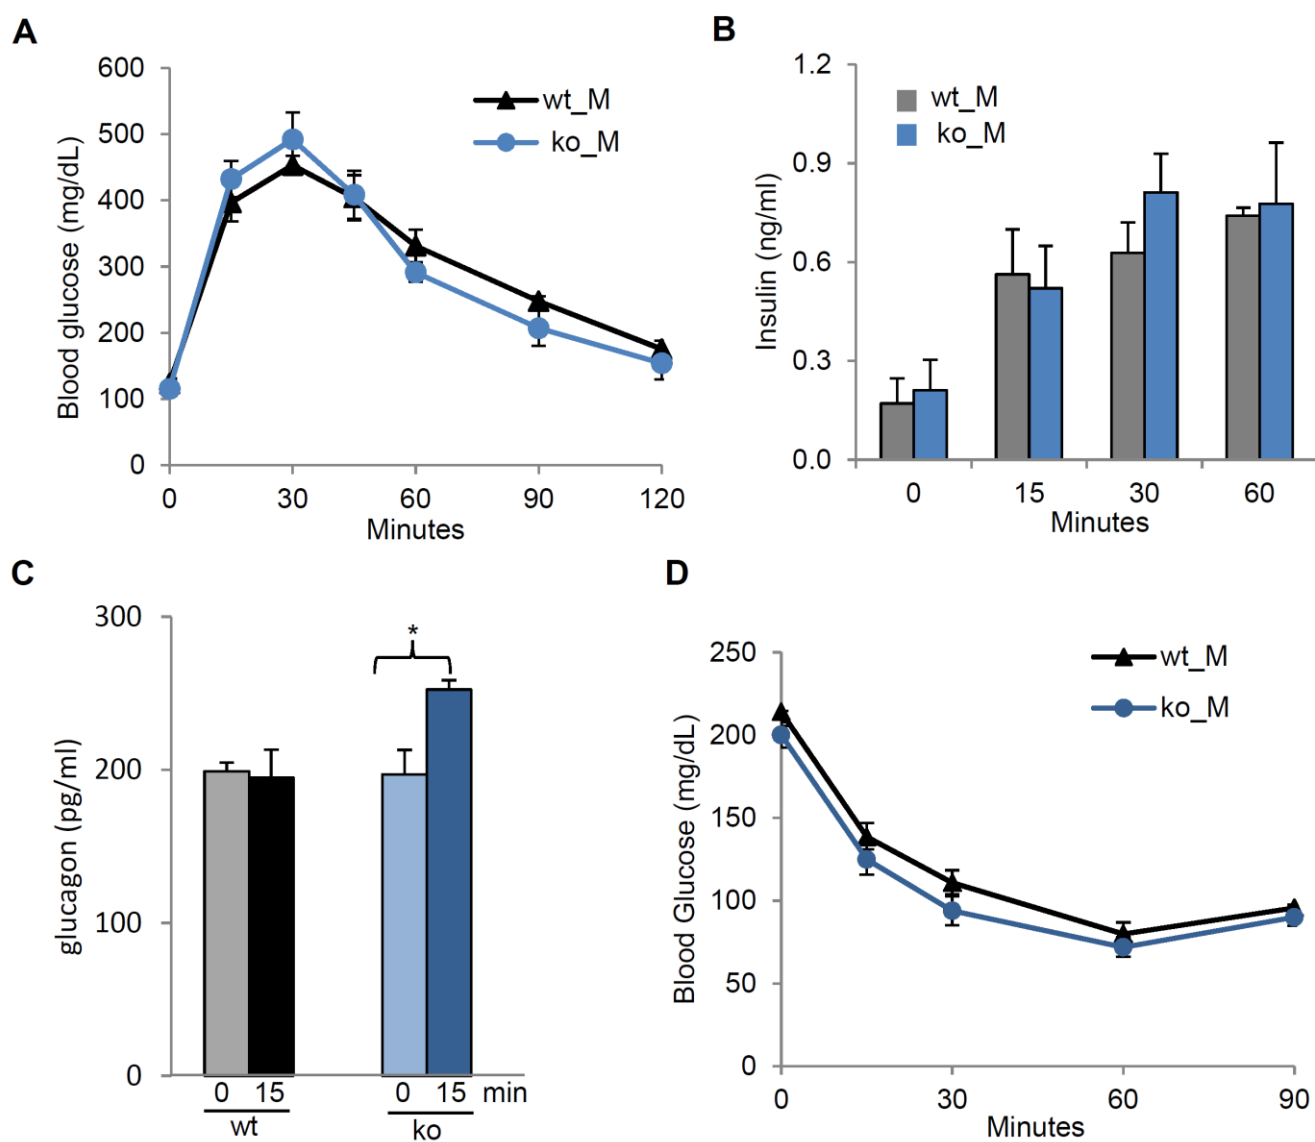 A
600
500
400
300
200
100
0
Blood glucose (mg/dL)
wt_M
ko_M
0 30 60 90 120
Minutes
B
1.2
0.9
0.6
0.3
0.0
Insulin (ng/ml)
wt_M
ko_M
0 15 30 60
Minutes
C
300
200
100
0
glucagon (pg/ml)
*
0 15 0 15 min
wt ko
D
250
200
150
100
50
0
Blood Glucose (mg/dL)
wt_M
ko_M
0 30 60 90
Minutes